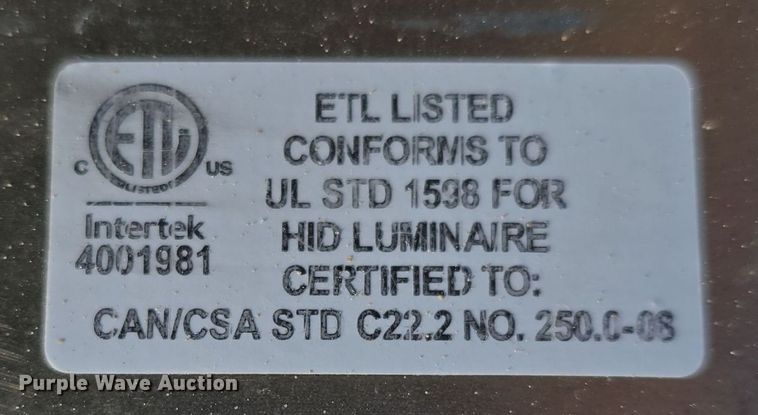 ETL LISTED
CONFORMS TO
UL STD 1598 FOR
HID LUMINAIRE
CERTIFIED TO:
CAN/CSA STD C22.2 NO. 250.0-08
C ETL US
LISTED
Intertek
4001981
Purple Wave Auction